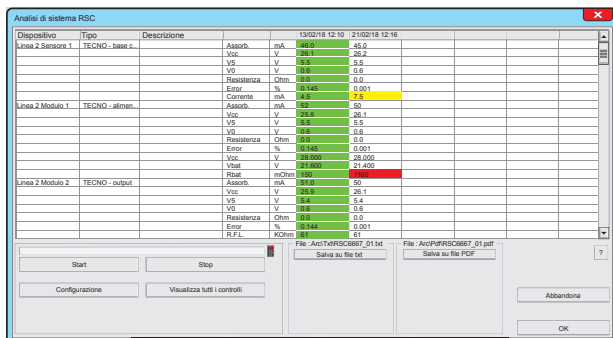 Analisi di sistema RSC
Dispositivo Tipo Descrizione 13/02/18 12:10 21/02/18 12:16
Linea 2 Sensore 1 TECNO - base c... Assorb. mA 46.0 45.0
Vcc V 26.1 26.2
V5 V 5.5 5.5
V0 V 0.6 0.6
Resistenza Ohm 0.0 0.0
Error % 0.145 0.001
Corrente mA 4.5 7.5
Linea 2 Modulo 1 TECNO - alimen... Assorb. mA 52 50
Vcc V 25.8 26.1
V5 V 5.5 5.5
V0 V 0.6 0.6
Resistenza Ohm 0.0 0.0
Error % 0.145 0.001
Vcc V 28.000 28.000
Vbat V 21.600 21.400
Rbat mOhm 150 1160
Linea 2 Modulo 2 TECNO - output Assorb. mA 51.0 50
Vcc V 25.9 26.1
V5 V 5.4 5.4
V0 V 0.6 0.6
Resistenza Ohm 0.0 0.0
Error % 0.144 0.001
R.F.L. KOhm 61 61
File : Arc\Txt\RSC6667_01.txt File : Arc\Pdf\RSC6667_01.pdf
Start Stop Salva su file txt Salva su file PDF ?
Configurazione Visualizza tutti i controlli
Abbandona
OK